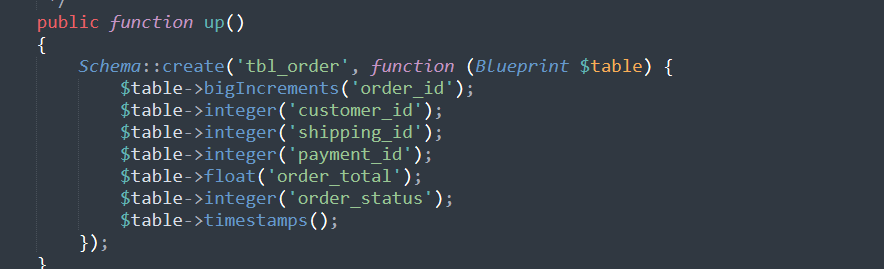 */
public function up()
{
    Schema::create('tbl_order', function (Blueprint $table) {
        $table->bigIncrements('order_id');
        $table->integer('customer_id');
        $table->integer('shipping_id');
        $table->integer('payment_id');
        $table->float('order_total');
        $table->integer('order_status');
        $table->timestamps();
    });
}